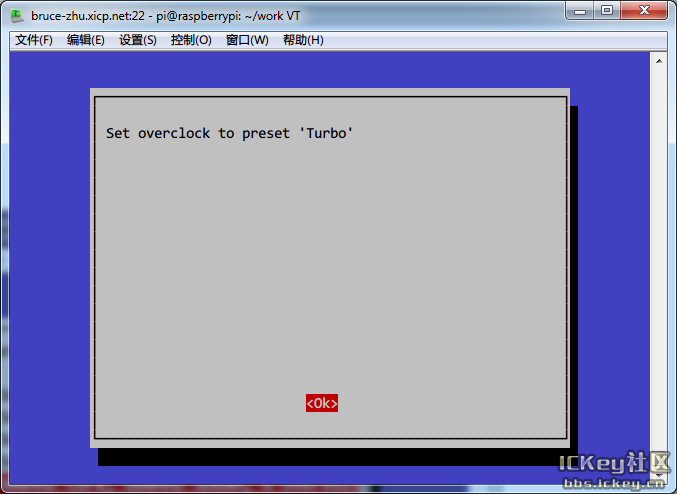 bruce-zhu.xicp.net:22 - pi@raspberrypi: ~/work VT
文件(F) 编辑(E) 设置(S) 控制(O) 窗口(W) 帮助(H)
Set overclock to preset 'Turbo'
<Ok>
ICKey社区
bbs.ickey.cn